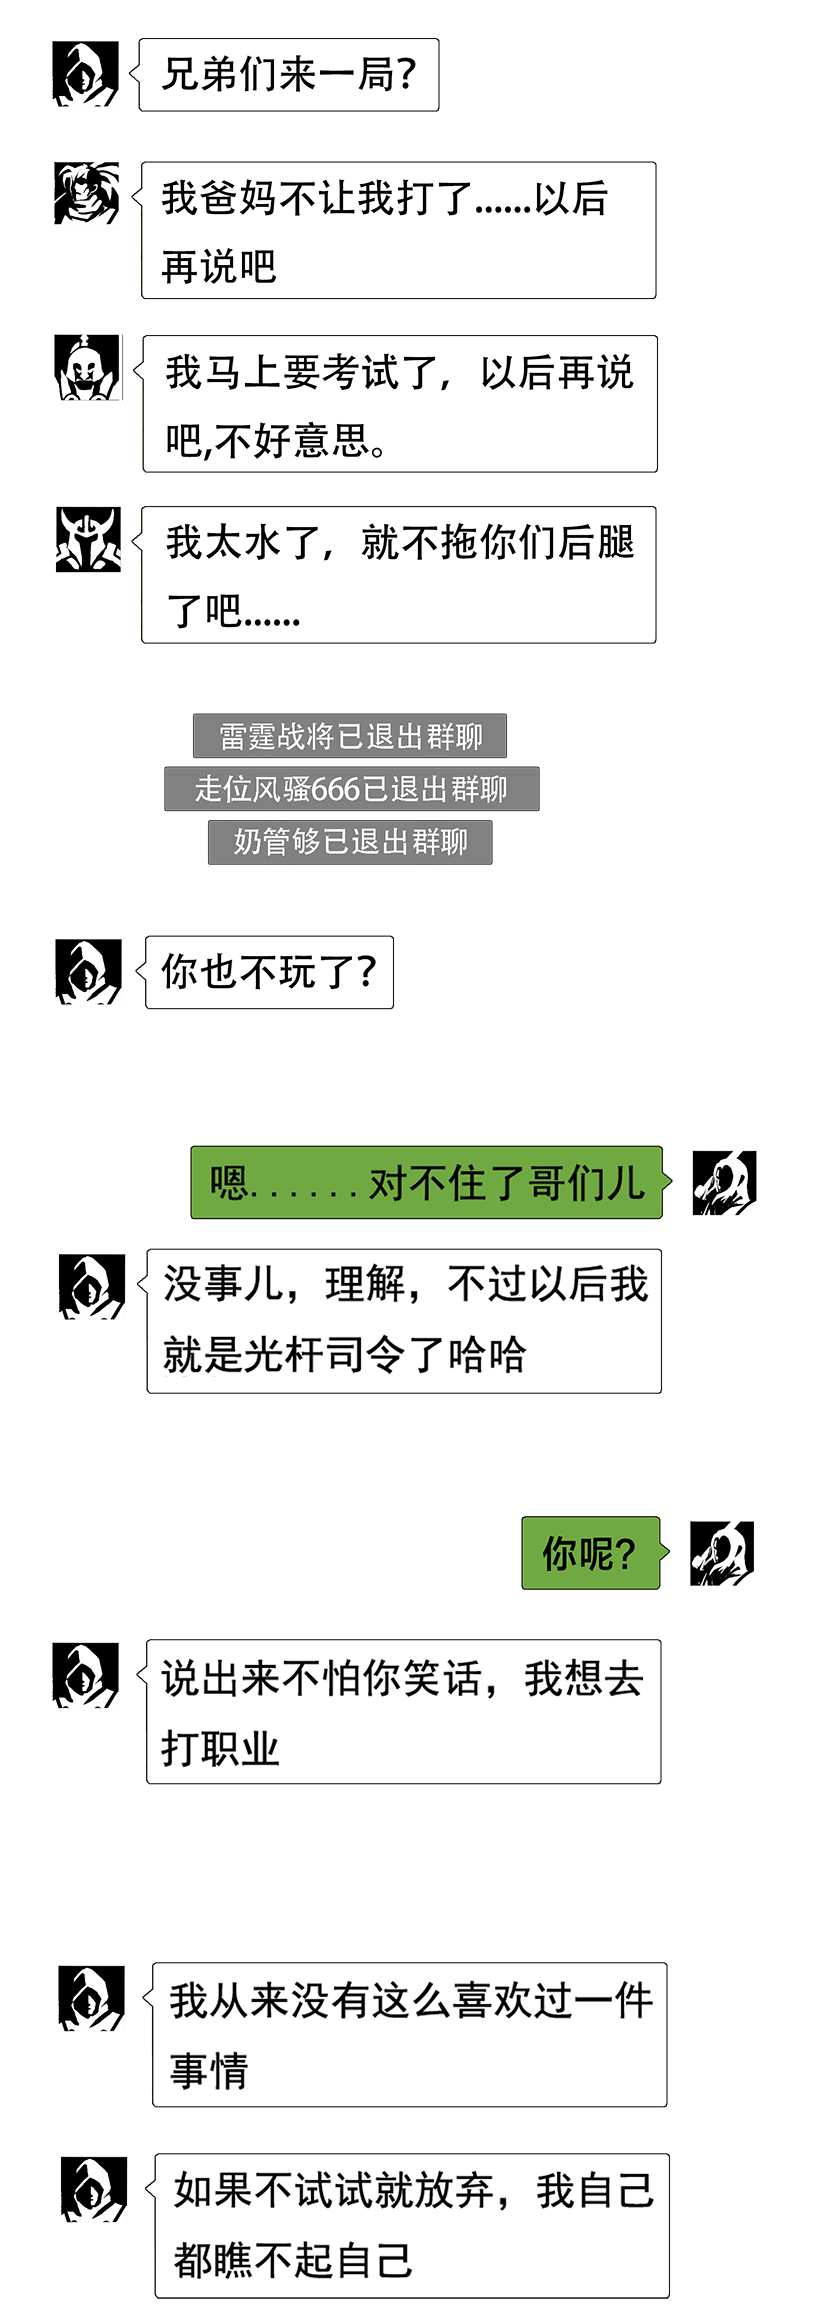 兄弟们来一局?
我爸妈不让我打了......以后
再说吧
我马上要考试了，以后再说
吧,不好意思。
我太水了，就不拖你们后腿
了吧......
雷霆战将已退出群聊
走位风骚666已退出群聊
奶管够已退出群聊
你也不玩了?
嗯......对不住了哥们儿
没事儿，理解，不过以后我
就是光杆司令了哈哈
你呢?
说出来不怕你笑话，我想去
打职业
我从来没有这么喜欢过一件
事情
如果不试试就放弃，我自己
都瞧不起自己